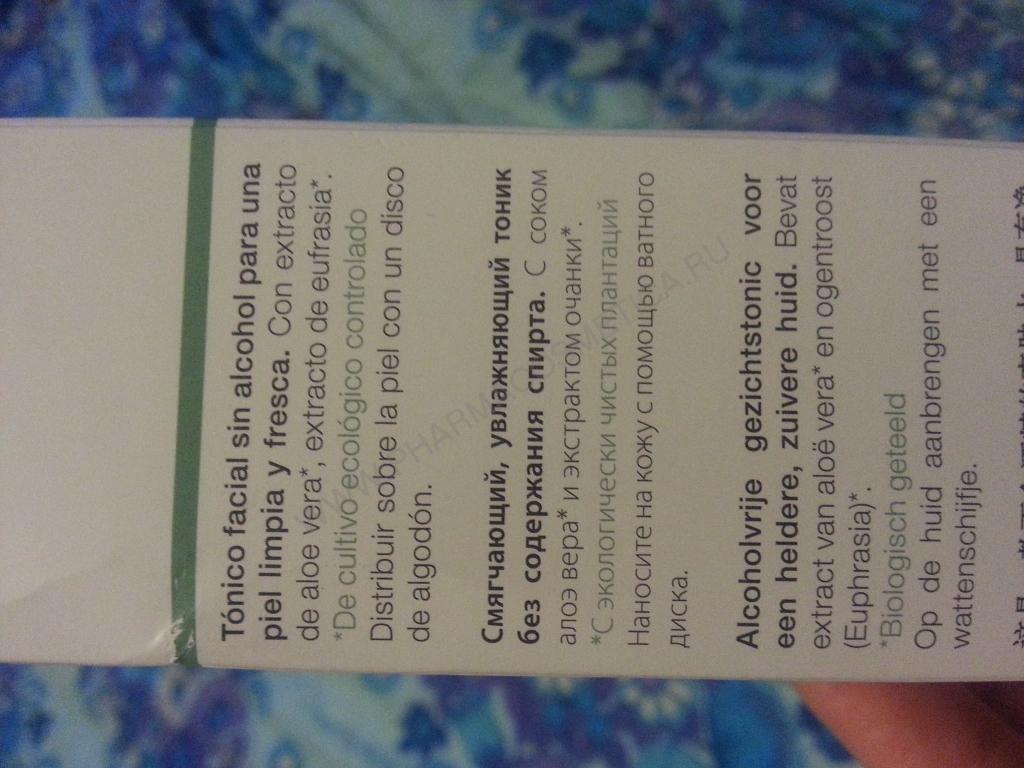 Tónico facial sin alcohol para una
piel limpia y fresca. Con extracto
de aloe vera*, extracto de eufrasia*.
*De cultivo ecológico controlado
Distribuir sobre la piel con un disco
de algodón.
Смягчающий, увлажняющий тоник
без содержания спирта. С соком
алоэ вера* и экстрактом очанки*.
*С экологически чистых плантаций
Наносите на кожу с помощью ватного
диска.
Alcoholvrije gezichtstonic voor
een heldere, zuivere huid. Bevat
extract van aloë vera* en ogentroost
(Euphrasia)*.
*Biologisch geteeld
Op de huid aanbrengen met een
wattenschijfje.
WWW.PHARMACOSMETICA.RU